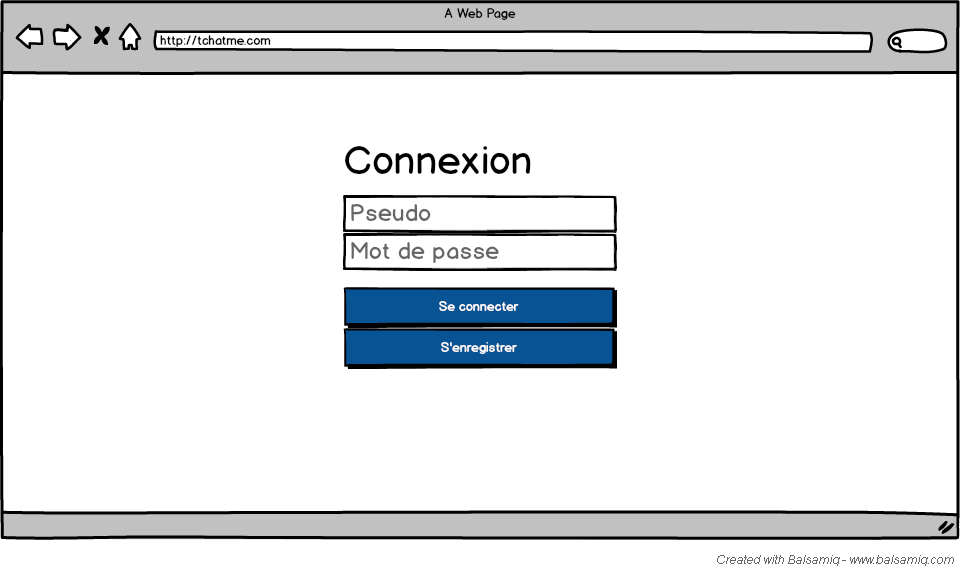 A Web Page
http://tchatme.com
Connexion
Pseudo
Mot de passe
Se connecter
S'enregistrer
Created with Balsamiq - www.balsamiq.com